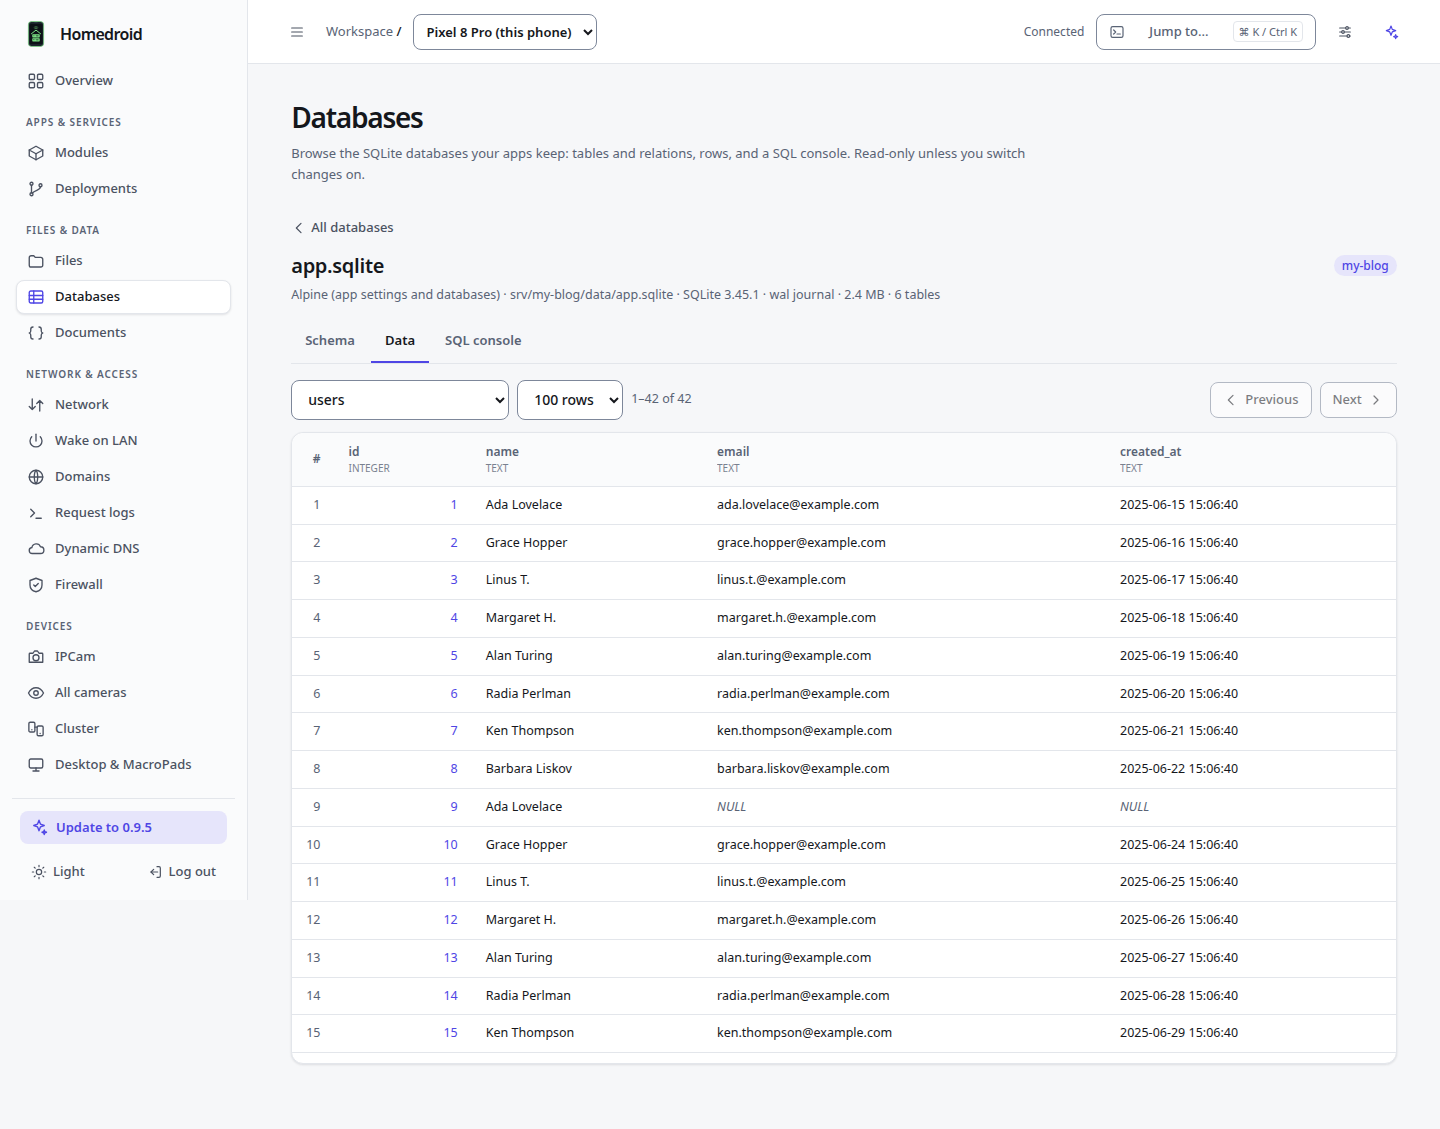 Homedroid
Workspace /
Pixel 8 Pro (this phone)
Connected
Jump to...
⌘ K / Ctrl K
Overview
APPS & SERVICES
Modules
Deployments
FILES & DATA
Files
Databases
Documents
NETWORK & ACCESS
Network
Wake on LAN
Domains
Request logs
Dynamic DNS
Firewall
DEVICES
IPCam
All cameras
Cluster
Desktop & MacroPads
Update to 0.9.5
Light
Log out
Databases
Browse the SQLite databases your apps keep: tables and relations, rows, and a SQL console. Read-only unless you switch
changes on.
All databases
app.sqlite
my-blog
Alpine (app settings and databases) · srv/my-blog/data/app.sqlite · SQLite 3.45.1 · wal journal · 2.4 MB · 6 tables
Schema Data SQL console
users 100 rows 1–42 of 42 Previous Next
# id name email created_at
INTEGER TEXT TEXT TEXT
1 1 Ada Lovelace ada.lovelace@example.com 2025-06-15 15:06:40
2 2 Grace Hopper grace.hopper@example.com 2025-06-16 15:06:40
3 3 Linus T. linus.t.@example.com 2025-06-17 15:06:40
4 4 Margaret H. margaret.h.@example.com 2025-06-18 15:06:40
5 5 Alan Turing alan.turing@example.com 2025-06-19 15:06:40
6 6 Radia Perlman radia.perlman@example.com 2025-06-20 15:06:40
7 7 Ken Thompson ken.thompson@example.com 2025-06-21 15:06:40
8 8 Barbara Liskov barbara.liskov@example.com 2025-06-22 15:06:40
9 9 Ada Lovelace NULL NULL
10 10 Grace Hopper grace.hopper@example.com 2025-06-24 15:06:40
11 11 Linus T. linus.t.@example.com 2025-06-25 15:06:40
12 12 Margaret H. margaret.h.@example.com 2025-06-26 15:06:40
13 13 Alan Turing alan.turing@example.com 2025-06-27 15:06:40
14 14 Radia Perlman radia.perlman@example.com 2025-06-28 15:06:40
15 15 Ken Thompson ken.thompson@example.com 2025-06-29 15:06:40